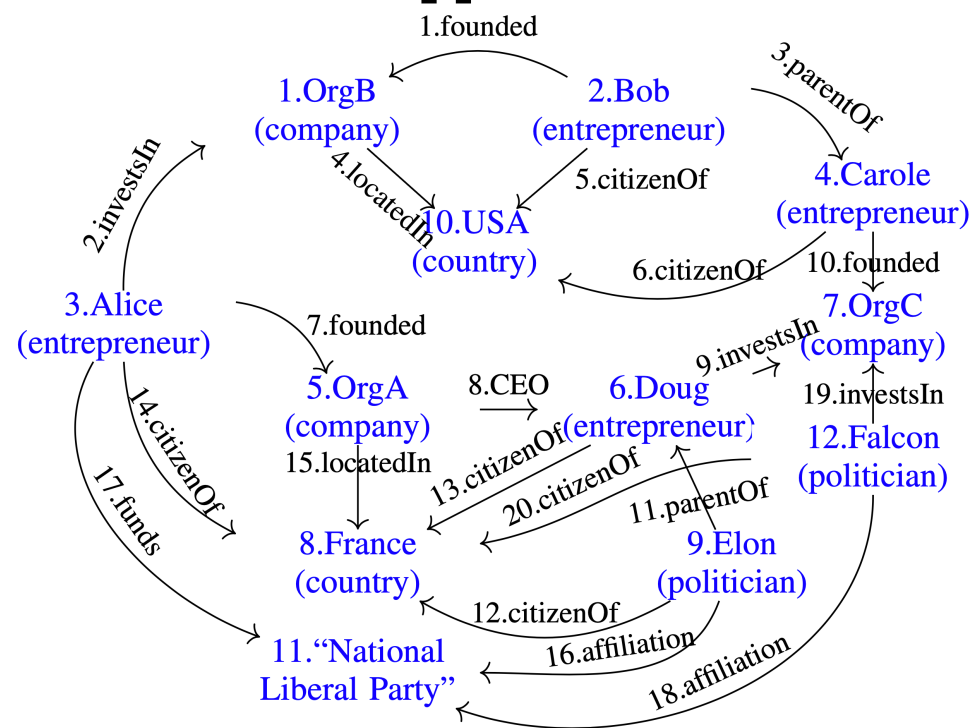 1.founded
3.parentOf
1.OrgB
(company)
2.Bob
(entrepreneur)
2.investsIn
4.locatedIn
5.citizenOf
4.Carole
(entrepreneur)
10.USA
(country)
6.citizenOf
10.founded
3.Alice
(entrepreneur)
7.founded
7.OrgC
(company)
9.investsIn
5.OrgA
(company)
8.CEO
6.Doug
(entrepreneur)
19.investsIn
14.citizenOf
15.locatedIn
13.citizenOf
20.citizenOf
12.Falcon
(politician)
17.funds
11.parentOf
8.France
(country)
9.Elon
(politician)
12.citizenOf
16.affiliation
11.“National
Liberal Party”
18.affiliation